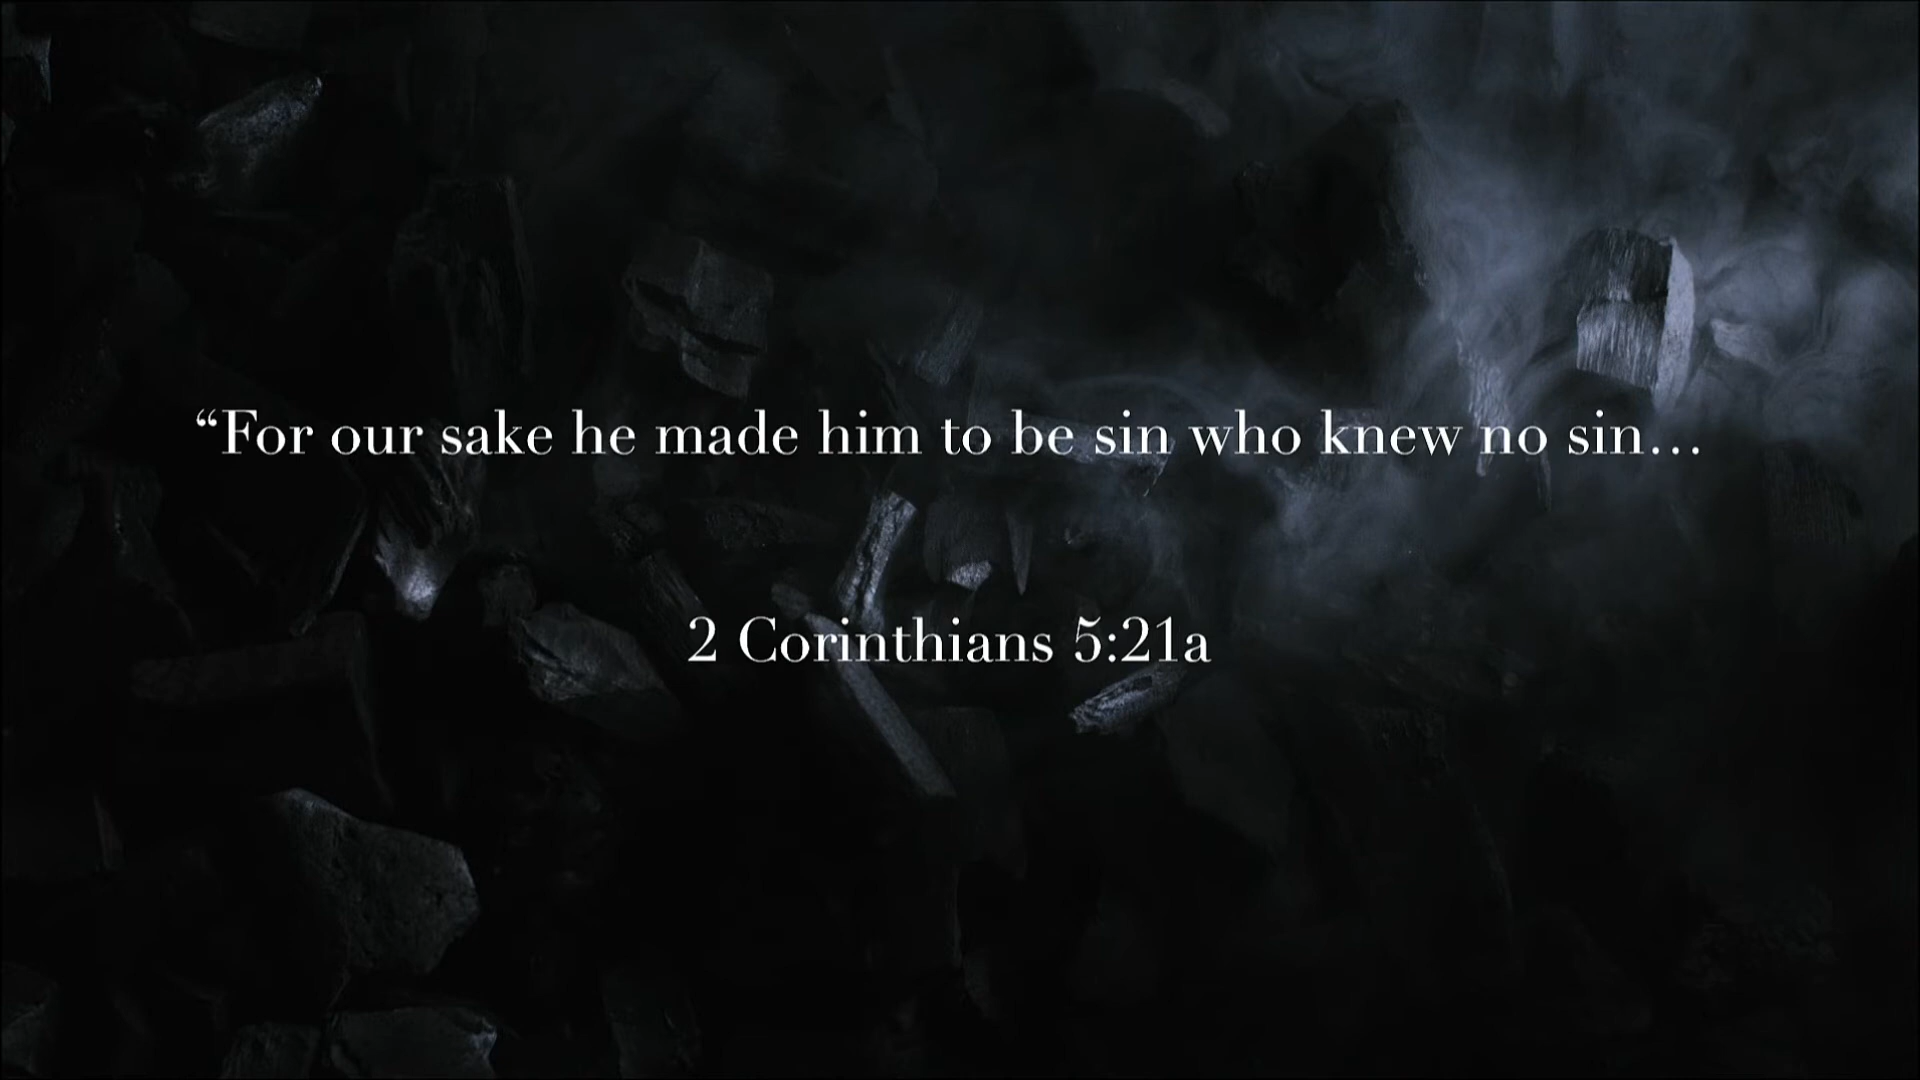 “For our sake he made him to be sin who knew no sin…
2 Corinthians 5:21a